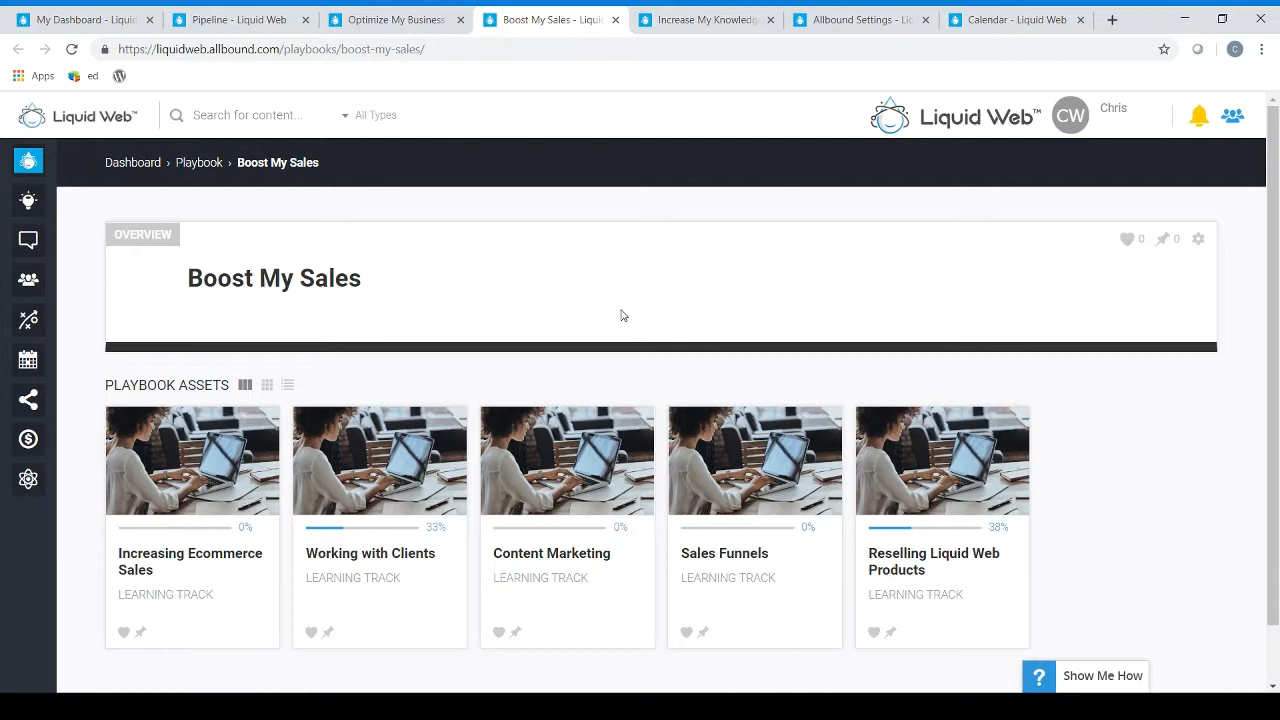 My Dashboard - Liquid
Pipeline - Liquid Web
Optimize My Business
Boost My Sales - Liqui
Increase My Knowledg
Allbound Settings - Liq
Calendar - Liquid Web
https://liquidweb.allbound.com/playbooks/boost-my-sales/
C
Apps
ed
Liquid Web™
Search for content...
All Types
Liquid Web™
CW
Chris
Dashboard › Playbook › Boost My Sales
OVERVIEW
0
0
Boost My Sales
PLAYBOOK ASSETS
0%
Increasing Ecommerce
Sales
LEARNING TRACK
33%
Working with Clients
LEARNING TRACK
0%
Content Marketing
LEARNING TRACK
0%
Sales Funnels
LEARNING TRACK
38%
Reselling Liquid Web
Products
LEARNING TRACK
? Show Me How